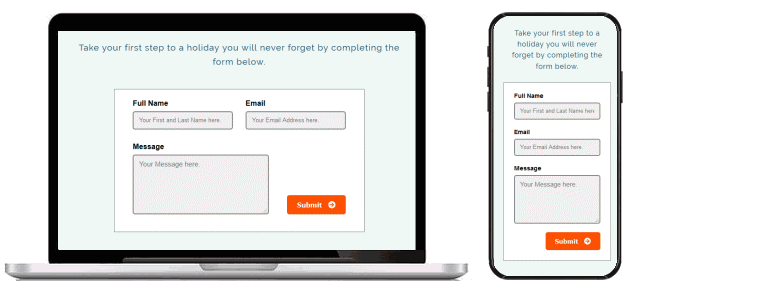 Take your first step to a holiday you will never forget by completing the
form below.
Full Name
Email
Your First and Last Name here.
Your Email Address here.
Message
Your Message here.
Submit
Take your first step to a
holiday you will never
forget by completing the
form below.
Full Name
Your First and Last Name here
Email
Your Email Address here.
Message
Your Message here.
Submit